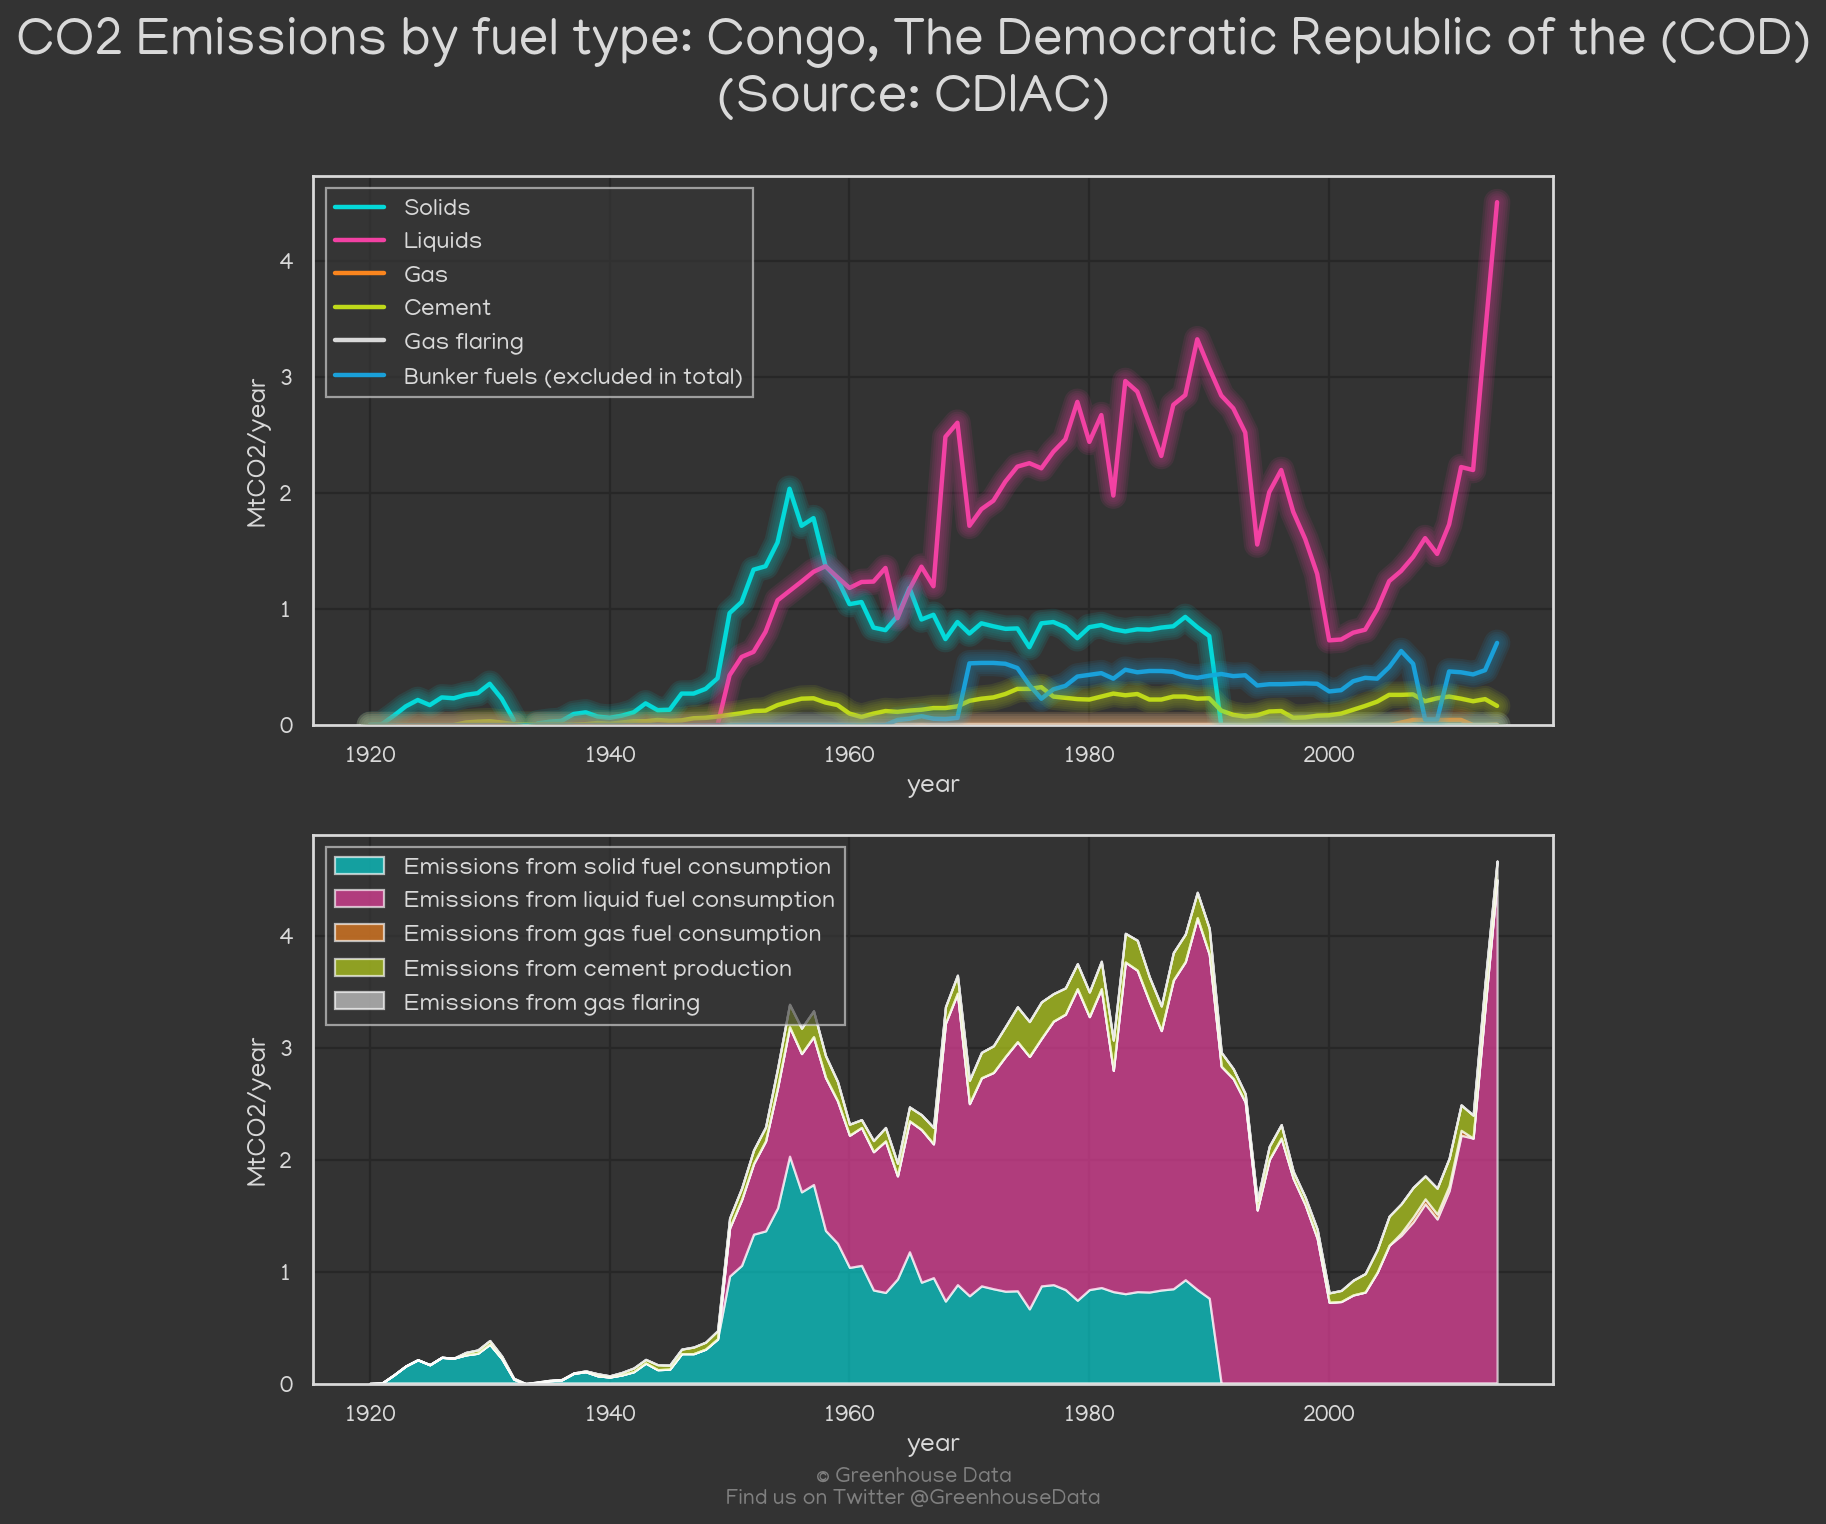 CO2 Emissions by fuel type: Congo, The Democratic Republic of the (COD)
(Source: CDIAC)
Solids
Liquids
Gas
Cement
Gas flaring
Bunker fuels (excluded in total)
MtCO2/year
4
3
2
1
0
1920 1940 1960 1980 2000
year
Emissions from solid fuel consumption
Emissions from liquid fuel consumption
Emissions from gas fuel consumption
Emissions from cement production
Emissions from gas flaring
MtCO2/year
4
3
2
1
0
1920 1940 1960 1980 2000
year
© Greenhouse Data
Find us on Twitter @GreenhouseData